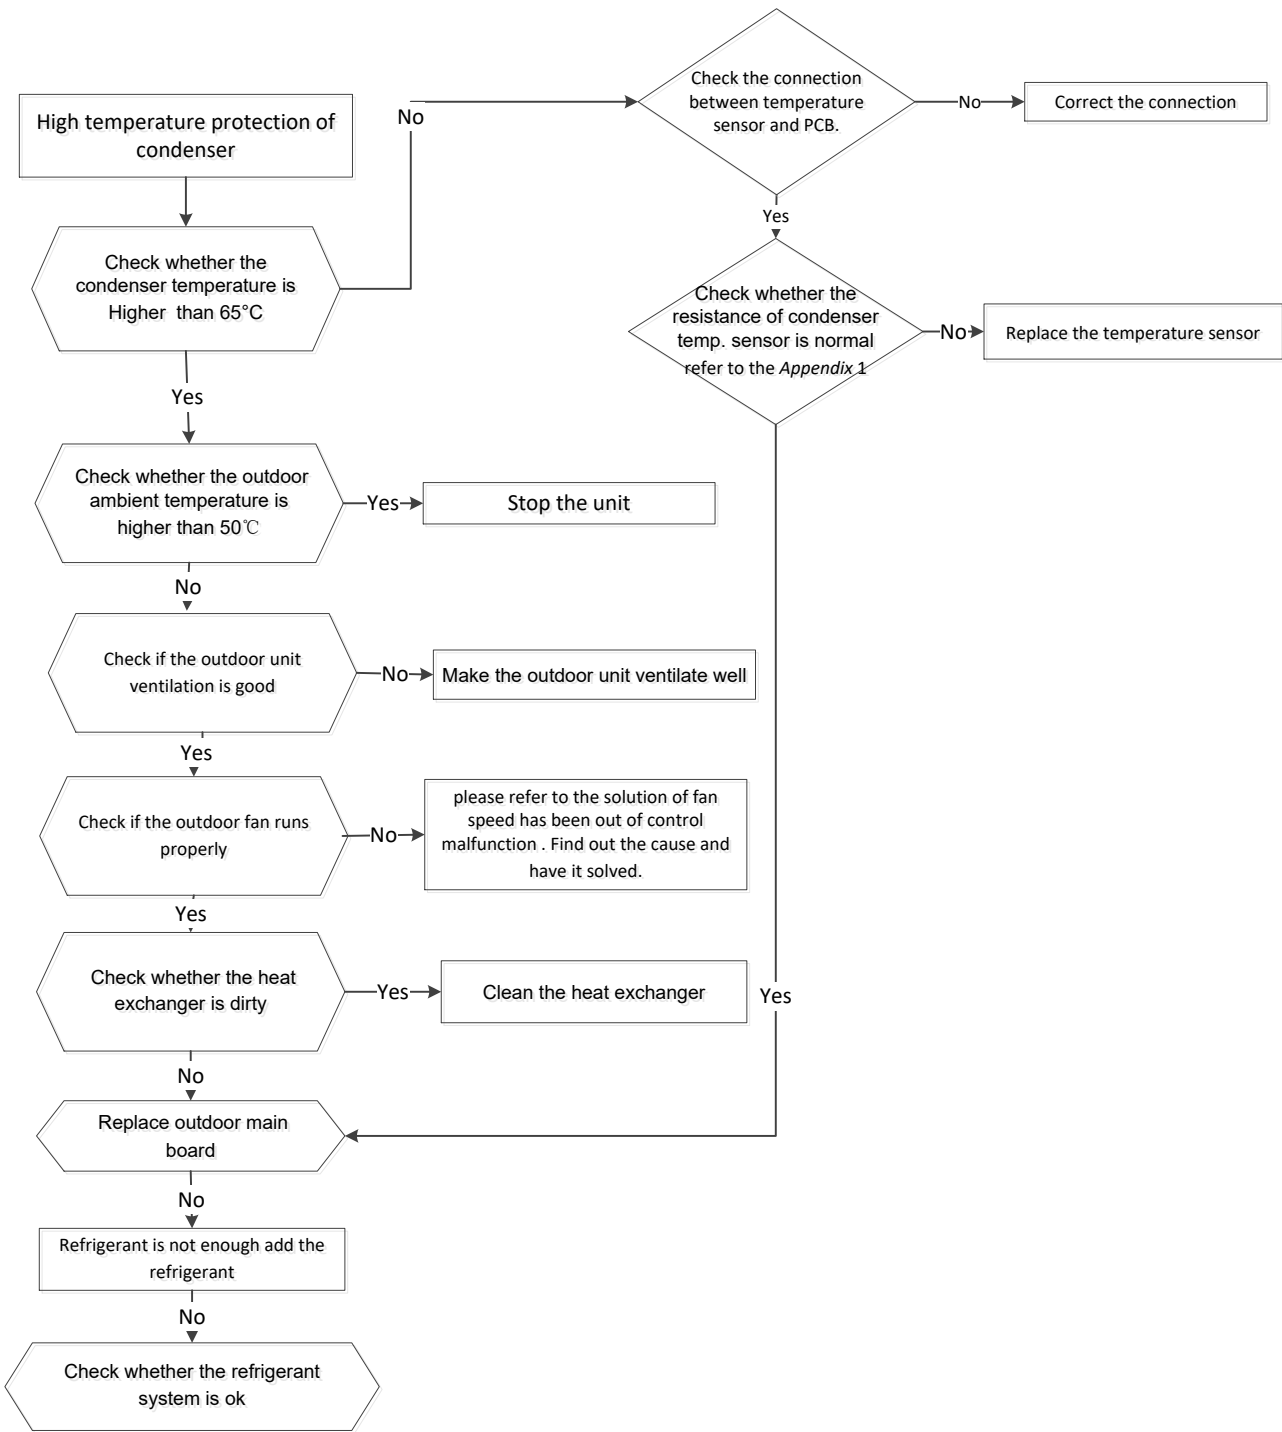 High temperature protection of
condenser
Check whether the
condenser temperature is
Higher than 65°C
Yes
No
Check the connection
between temperature
sensor and PCB.
No
Correct the connection
Yes
Check whether the
resistance of condenser
temp. sensor is normal
refer to the Appendix 1
No
Replace the temperature sensor
Yes
Check whether the outdoor
ambient temperature is
higher than 50℃
Yes
Stop the unit
No
Check if the outdoor unit
ventilation is good
No
Make the outdoor unit ventilate well
Yes
Check if the outdoor fan runs
properly
No
please refer to the solution of fan
speed has been out of control
malfunction . Find out the cause and
have it solved.
Yes
Check whether the heat
exchanger is dirty
Yes
Clean the heat exchanger
No
Replace outdoor main
board
No
Refrigerant is not enough add the
refrigerant
No
Check whether the refrigerant
system is ok